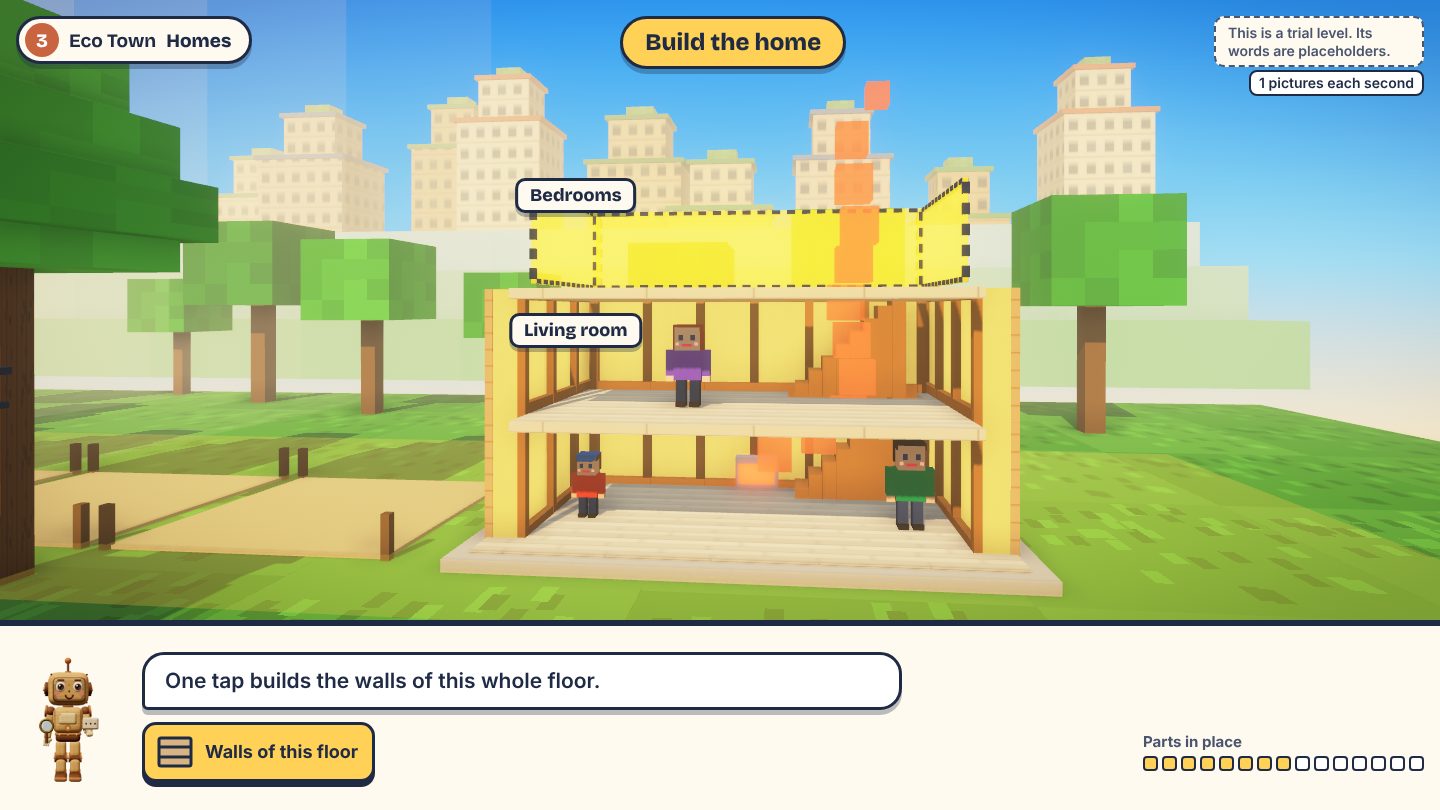 3 Eco Town Homes
Build the home
This is a trial level. Its
words are placeholders.
1 pictures each second
Bedrooms
Living room
One tap builds the walls of this whole floor.
Walls of this floor
Parts in place